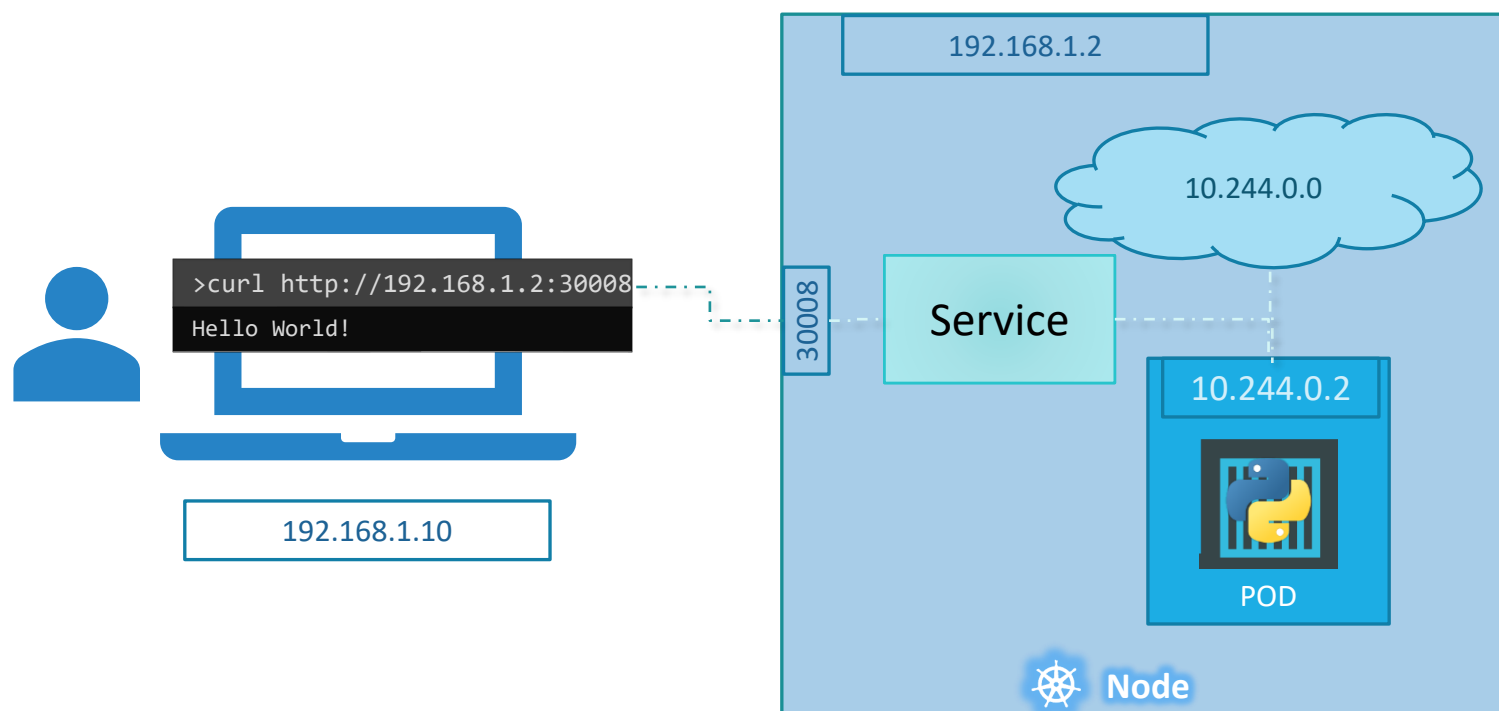 192.168.1.2
10.244.0.0
>curl http://192.168.1.2:30008
Hello World!
30008
Service
10.244.0.2
192.168.1.10
POD
Node